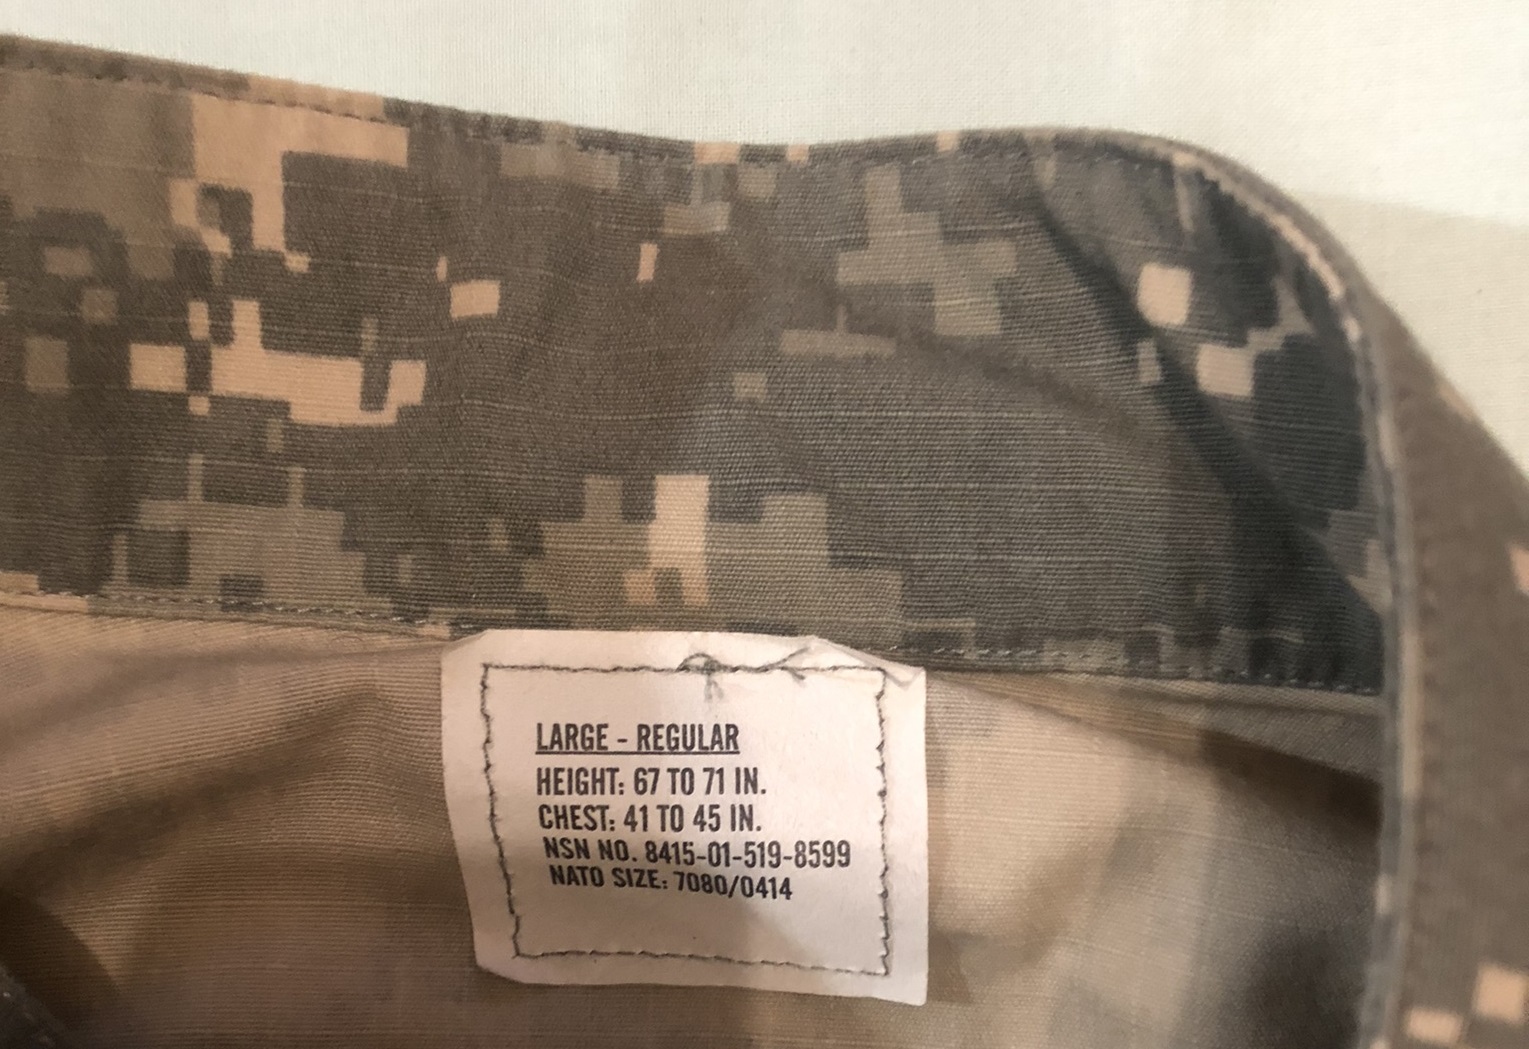 LARGE - REGULAR
HEIGHT: 67 TO 71 IN.
CHEST: 41 TO 45 IN.
NSN NO. 8415-01-519-8599
NATO SIZE: 7080/0414